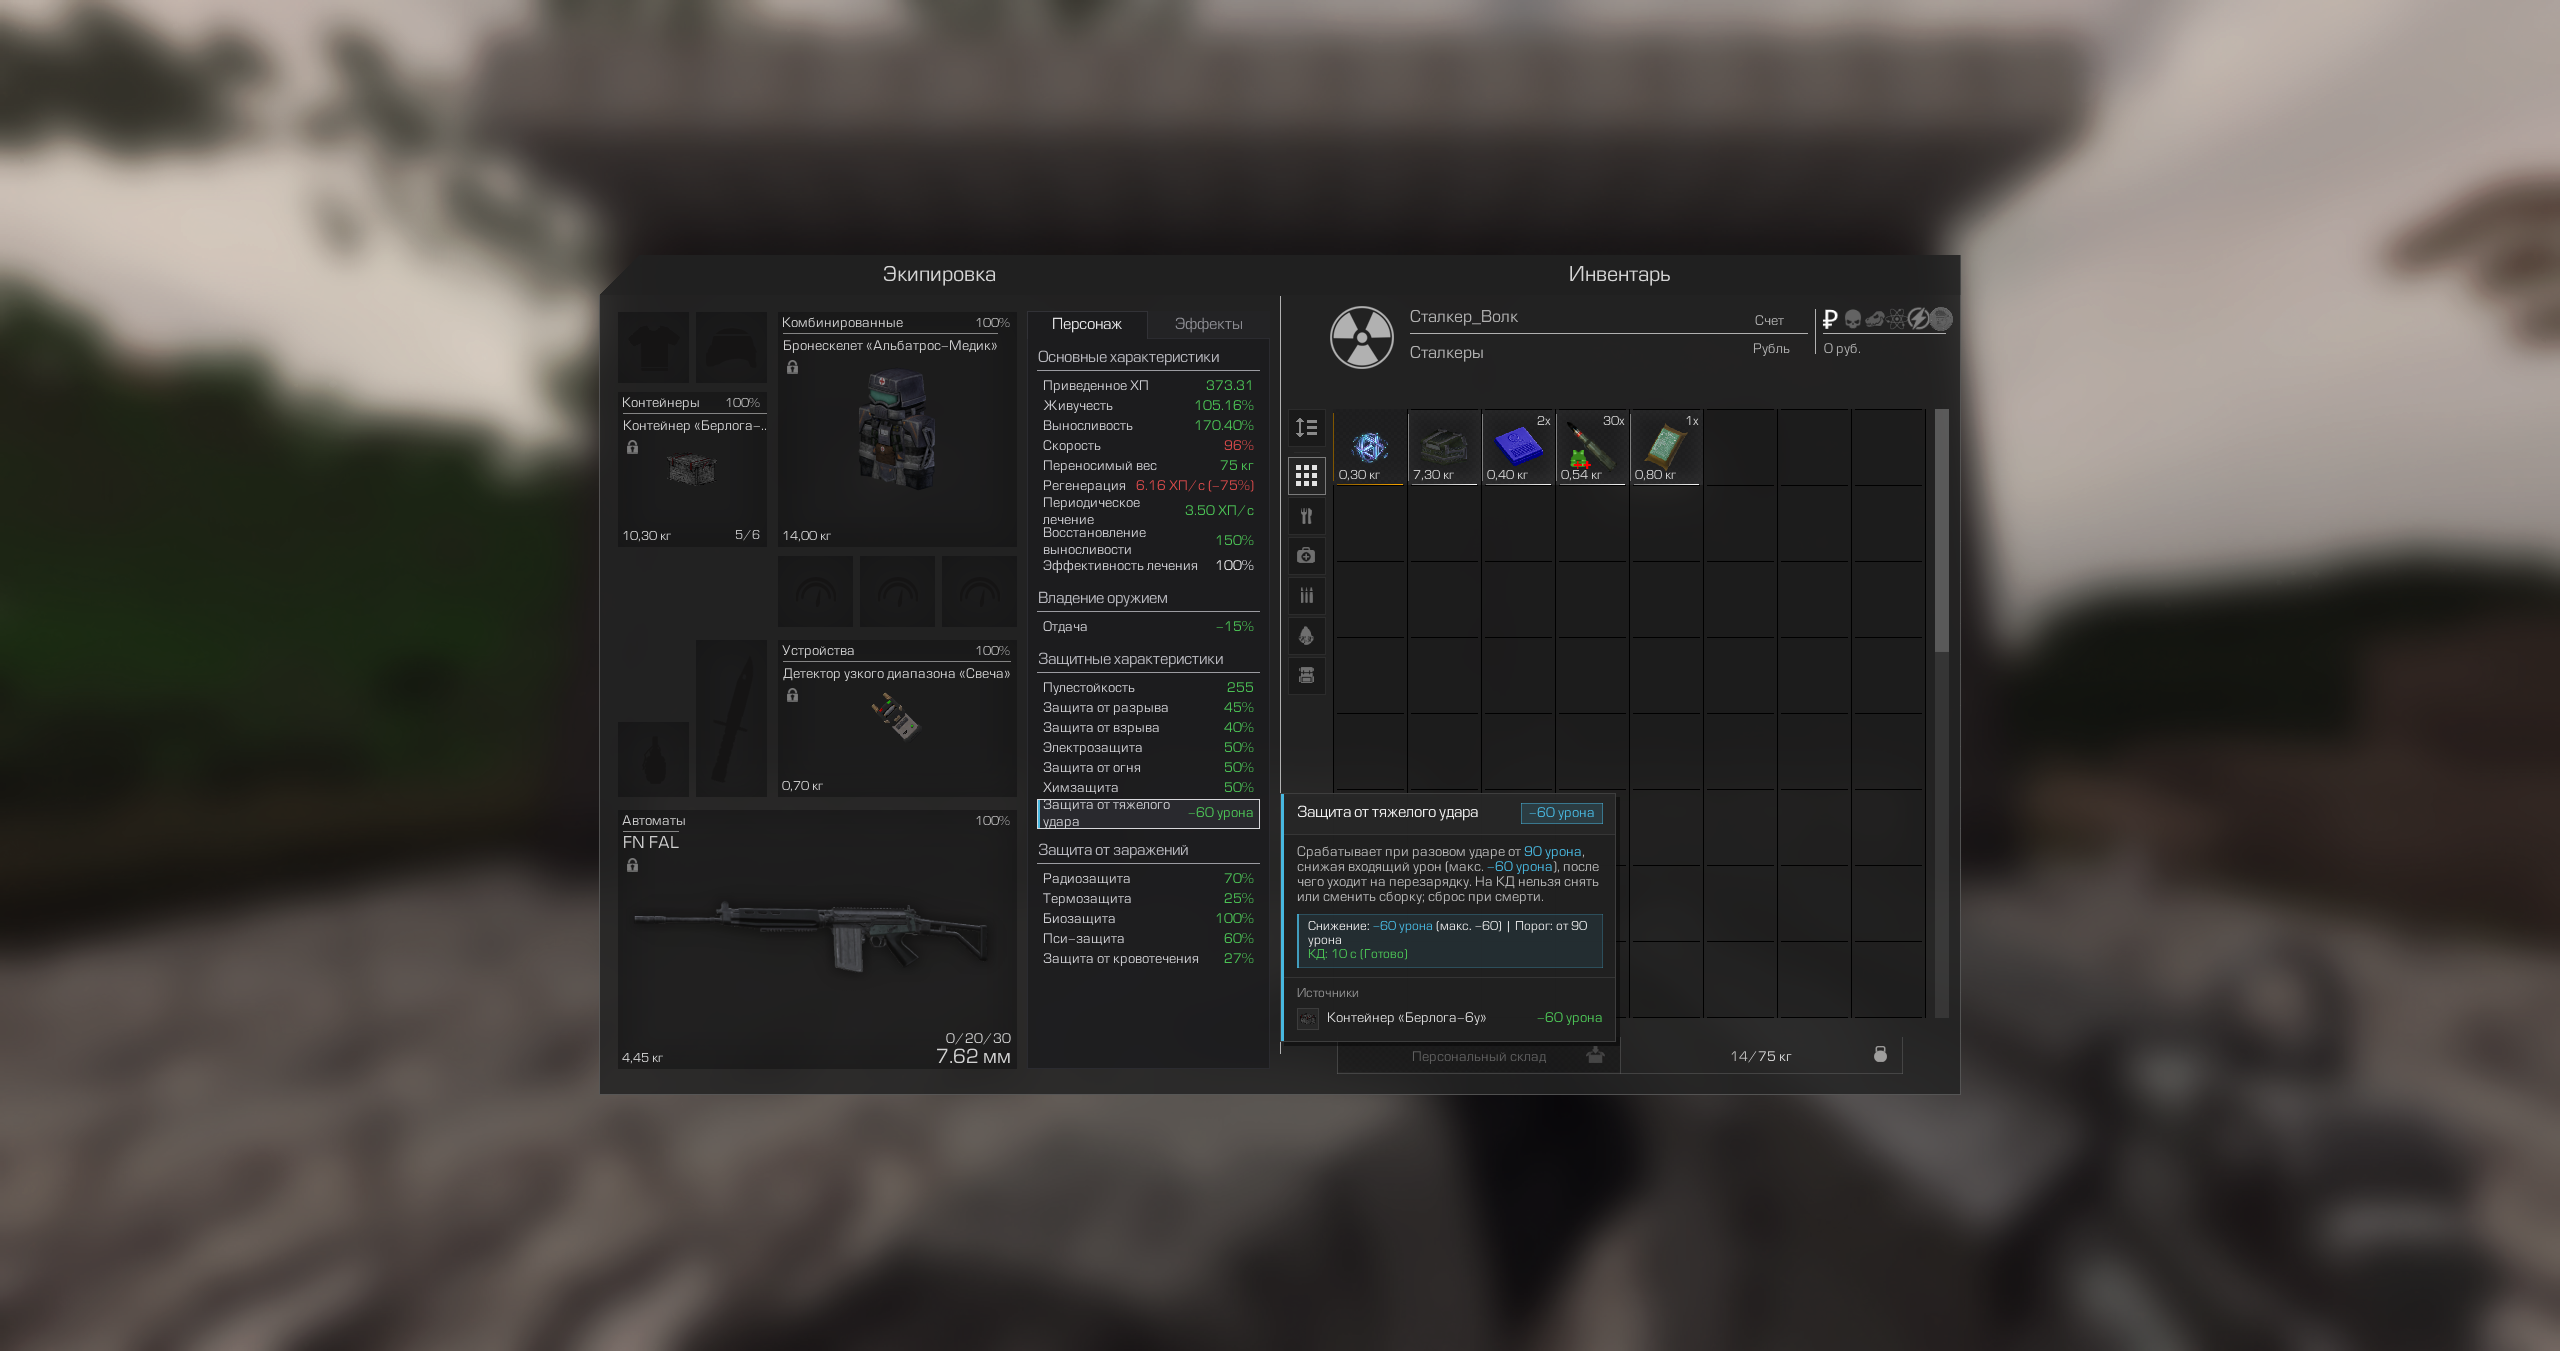 Экипировка
Инвентарь
Комбинированные 100%
Бронескелет «Альбатрос-Медик»
14,00 кг
Контейнеры 100%
Контейнер «Берлога-..
10,30 кг 5/6
Устройства 100%
Детектор узкого диапазона «Свеча»
0,70 кг
Автоматы 100%
FN FAL
0/20/30
4,45 кг 7.62 мм
Персонаж Эффекты
Основные характеристики
Приведенное ХП 373.31
Живучесть 105.16%
Выносливость 170.40%
Скорость 96%
Переносимый вес 75 кг
Регенерация 6.16 ХП/с (-75%)
Периодическое
лечение 3.50 ХП/с
Восстановление
выносливости 150%
Эффективность лечения 100%
Владение оружием
Отдача -15%
Защитные характеристики
Пулестойкость 255
Защита от разрыва 45%
Защита от взрыва 40%
Электрозащита 50%
Защита от огня 50%
Химзащита 50%
Защита от тяжелого
удара -60 урона
Защита от заражений
Радиозащита 70%
Термозащита 25%
Биозащита 100%
Пси-защита 60%
Защита от кровотечения 27%
Сталкер_Волк
Счет
Сталкеры
Рубль 0 руб.
2x 30x 1x
0,30 кг 7,30 кг 0,40 кг 0,54 кг 0,80 кг
Защита от тяжелого удара -60 урона
Срабатывает при разовом ударе от 90 урона,
снижая входящий урон (макс. -60 урона), после
чего уходит на перезарядку. На КД нельзя снять
или сменить сборку; сброс при смерти.
Снижение: -60 урона (макс. -60) | Порог: от 90
урона
КД: 10 с (Готово)
Источники
Контейнер «Берлога-6у» -60 урона
Персональный склад
14/75 кг